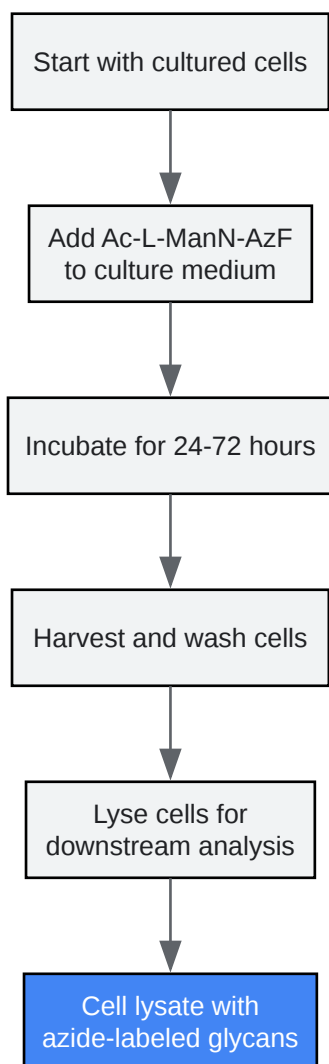 Start with cultured cells
Add Ac-L-ManN-AzF
to culture medium
Incubate for 24-72 hours
Harvest and wash cells
Lyse cells for
downstream analysis
Cell lysate with
azide-labeled glycans